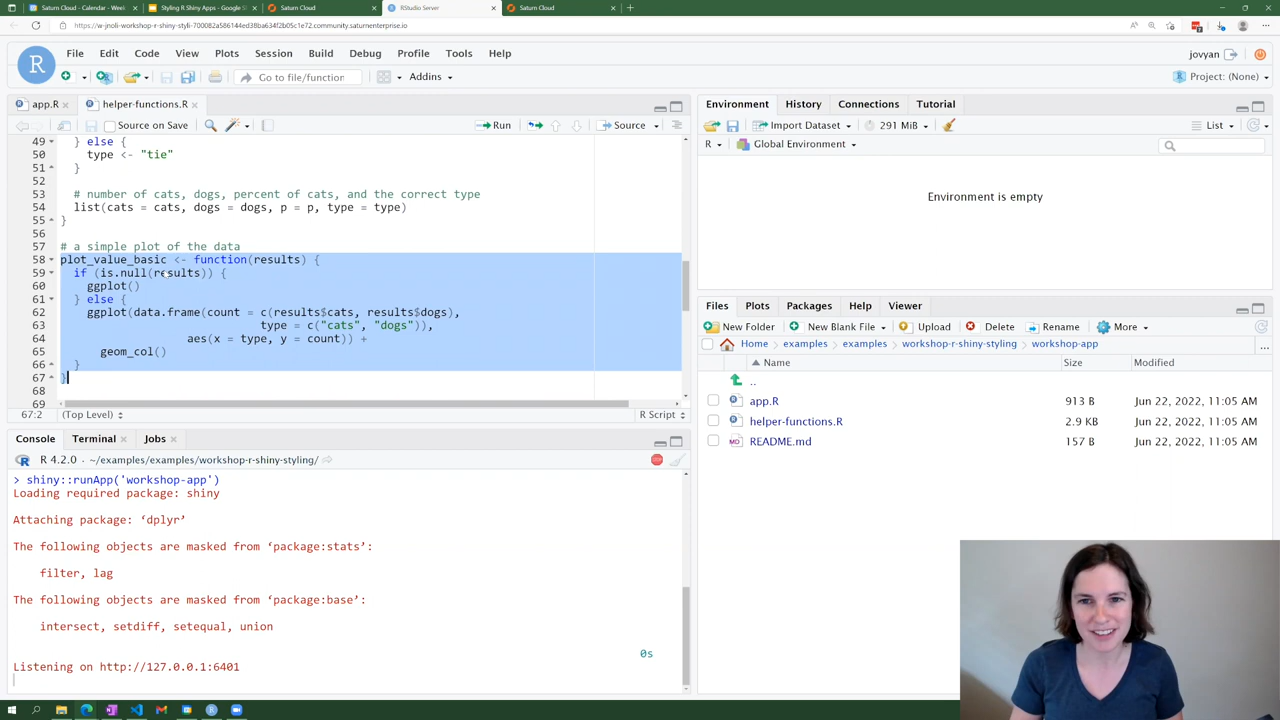 Saturn Cloud - Calendar - Week
Styling R Shiny Apps - Google S
Saturn Cloud
RStudio Server
Saturn Cloud
https://w-jnoli-workshop-r-shiny-styli-700082a586144ed38ba634f2b05c1e72.community.saturnenterprise.io
R File Edit Code View Plots Session Build Debug Profile Tools Help
jovyan
Go to file/function
Addins
Project: (None)
app.R
helper-functions.R
Source on Save
Run
Source
49 } else {
50 type <- "tie"
51 }
52
53 # number of cats, dogs, percent of cats, and the correct type
54 list(cats = cats, dogs = dogs, p = p, type = type)
55 }
56
57 # a simple plot of the data
58 plot_value_basic <- function(results) {
59 if (is.null(results)) {
60 ggplot()
61 } else {
62 ggplot(data.frame(count = c(results$cats, results$dogs),
63 type = c("cats", "dogs")),
64 aes(x = type, y = count)) +
65 geom_col()
66 }
67 }
68
69
67:2 (Top Level)
R Script
Console Terminal Jobs
R 4.2.0 · ~/examples/examples/workshop-r-shiny-styling/
> shiny::runApp('workshop-app')
Loading required package: shiny
Attaching package: ‘dplyr’
The following objects are masked from ‘package:stats’:
filter, lag
The following objects are masked from ‘package:base’:
intersect, setdiff, setequal, union
0s
Listening on http://127.0.0.1:6401
Environment History Connections Tutorial
Import Dataset
291 MiB
List
R Global Environment
Environment is empty
Files Plots Packages Help Viewer
New Folder New Blank File Upload Delete Rename More
Home examples examples workshop-r-shiny-styling workshop-app
...
Name Size Modified
..
app.R 913 B Jun 22, 2022, 11:05 AM
helper-functions.R 2.9 KB Jun 22, 2022, 11:05 AM
README.md 157 B Jun 22, 2022, 11:05 AM